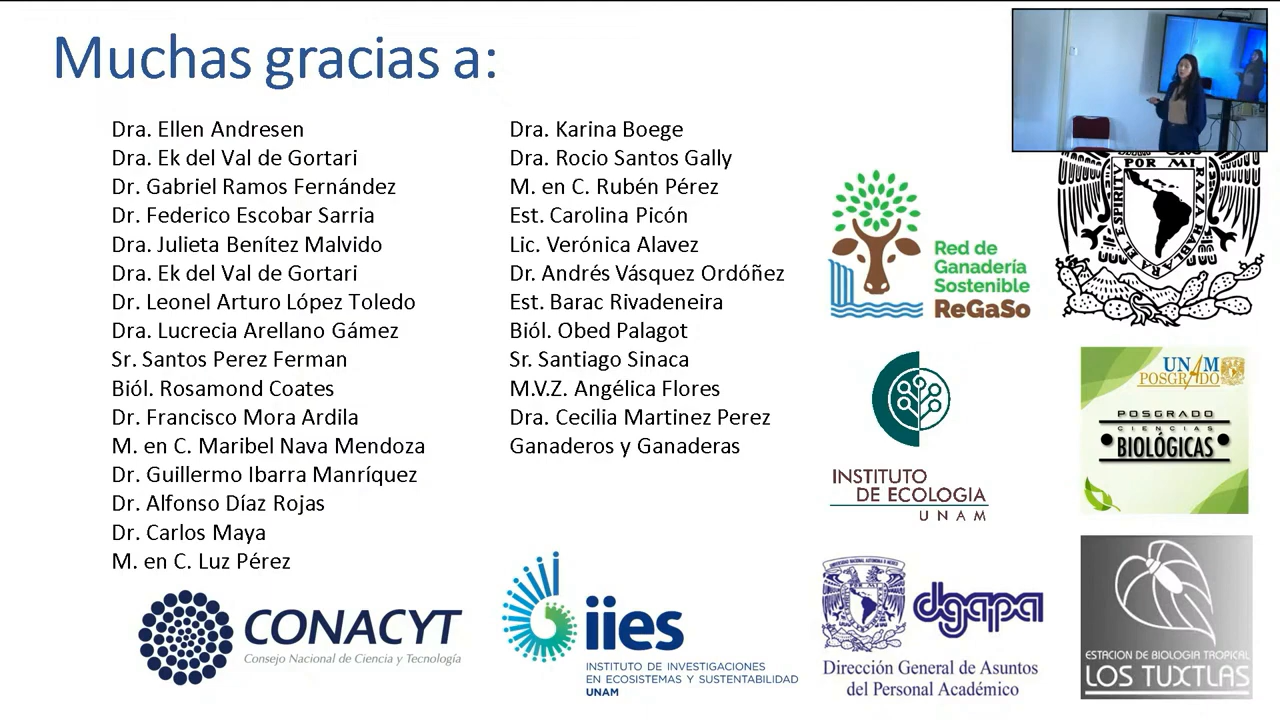 Muchas gracias a:
Dra. Ellen Andresen
Dra. Ek del Val de Gortari
Dr. Gabriel Ramos Fernández
Dr. Federico Escobar Sarria
Dra. Julieta Benítez Malvido
Dra. Ek del Val de Gortari
Dr. Leonel Arturo López Toledo
Dra. Lucrecia Arellano Gámez
Sr. Santos Perez Ferman
Biól. Rosamond Coates
Dr. Francisco Mora Ardila
M. en C. Maribel Nava Mendoza
Dr. Guillermo Ibarra Manríquez
Dr. Alfonso Díaz Rojas
Dr. Carlos Maya
M. en C. Luz Pérez
Dra. Karina Boege
Dra. Rocio Santos Gally
M. en C. Rubén Pérez
Est. Carolina Picón
Lic. Verónica Alavez
Dr. Andrés Vásquez Ordóñez
Est. Barac Rivadeneira
Biól. Obed Palagot
Sr. Santiago Sinaca
M.V.Z. Angélica Flores
Dra. Cecilia Martinez Perez
Ganaderos y Ganaderas
Red de
Ganadería
Sostenible
ReGaSo
POR MI RAZA HABLARA EL ESPIRITU
INSTITUTO
DE ECOLOGIA
UNAM
UNAM
POSGRADO
POSGRADO
CIENCIAS
BIOLÓGICAS
CONACYT
Consejo Nacional de Ciencia y Tecnología
iies
INSTITUTO DE INVESTIGACIONES
EN ECOSISTEMAS Y SUSTENTABILIDAD
UNAM
dgapa
Dirección General de Asuntos
del Personal Académico
ESTACION DE BIOLOGIA TROPICAL
LOS TUXTLAS